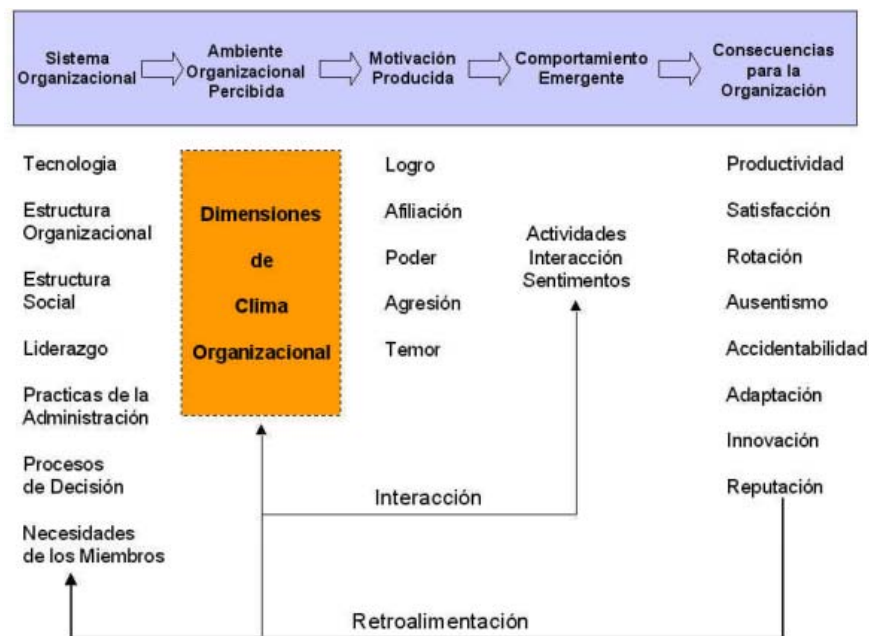 Sistema
Organizacional
Ambiente
Organizacional
Percibida
Motivación
Producida
Comportamiento
Emergente
Consecuencias
para la
Organización
Tecnologia
Estructura
Organizacional
Estructura
Social
Liderazgo
Practicas de la
Administración
Procesos
de Decisión
Necesidades
de los Miembros
Dimensiones
de
Clima
Organizacional
Logro
Afiliación
Poder
Agresión
Temor
Actividades
Interacción
Sentimentos
Productividad
Satisfacción
Rotación
Ausentismo
Accidentabilidad
Adaptación
Innovación
Reputación
Interacción
Retroalimentación